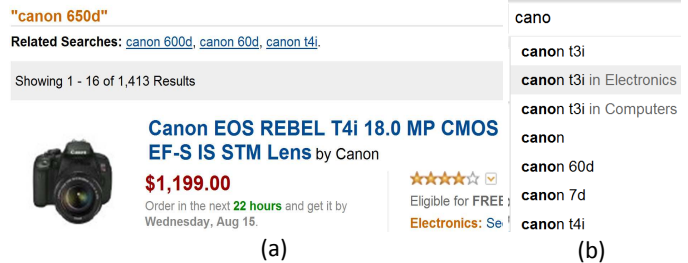 "canon 650d"
Related Searches: canon 600d, canon 60d, canon t4i.
Showing 1 - 16 of 1,413 Results
Canon EOS REBEL T4i 18.0 MP CMOS
EF-S IS STM Lens by Canon
$1,199.00
Order in the next 22 hours and get it by
Wednesday, Aug 15.
Eligible for FREE
Electronics: See
(a)
cano
canon t3i
canon t3i in Electronics
canon t3i in Computers
canon
canon 60d
canon 7d
canon t4i
(b)